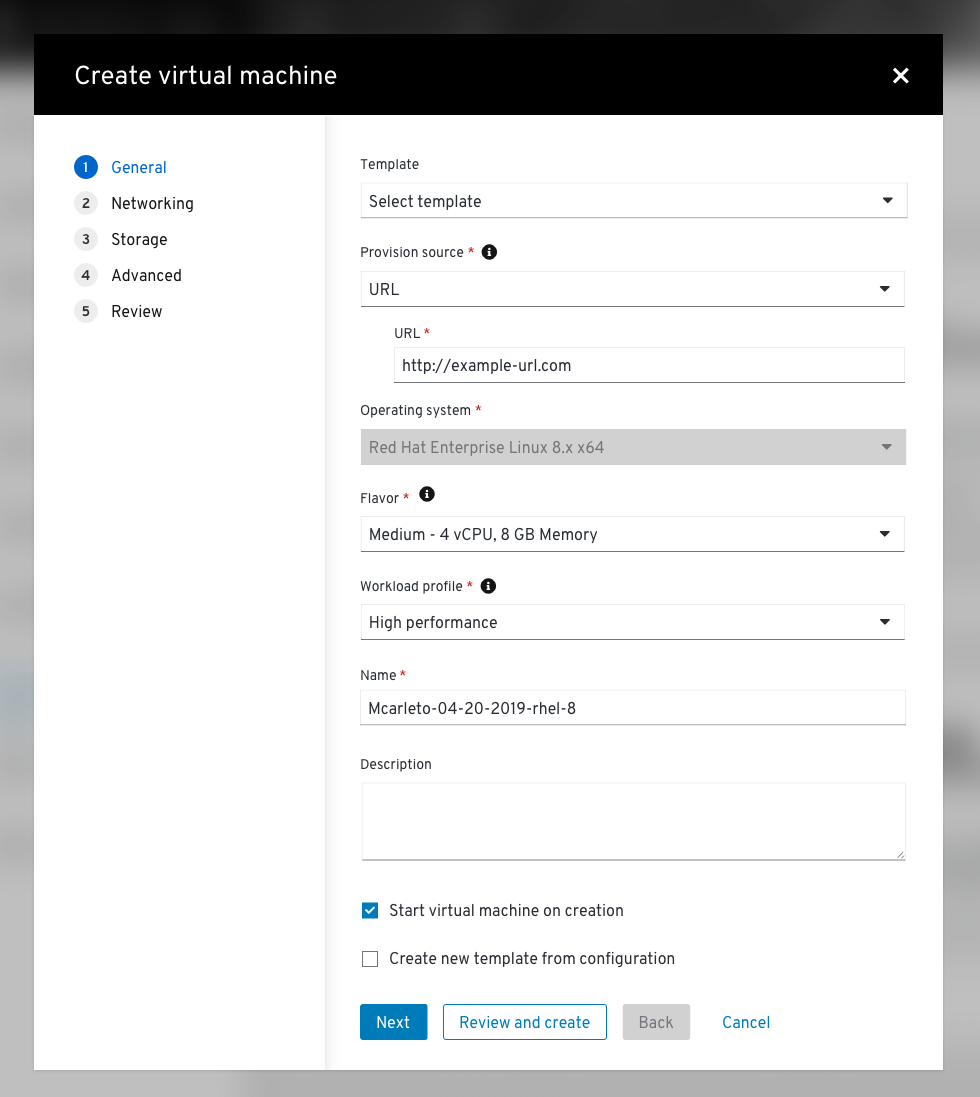 Create virtual machine
1 General
2 Networking
3 Storage
4 Advanced
5 Review
Template
Select template
Provision source *
URL
URL *
http://example-url.com
Operating system *
Red Hat Enterprise Linux 8.x x64
Flavor *
Medium - 4 vCPU, 8 GB Memory
Workload profile *
High performance
Name *
Mcarleto-04-20-2019-rhel-8
Description
Start virtual machine on creation
Create new template from configuration
Next Review and create Back Cancel